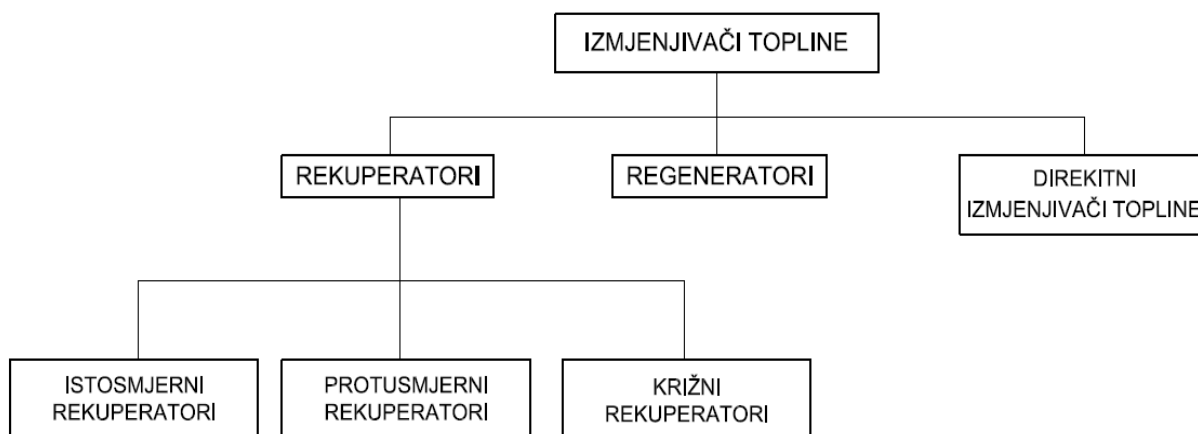 IZMJENJIVAČI TOPLINE
REKUPERATORI
REGENERATORI
DIREKITNI
IZMJENJIVAČI TOPLINE
ISTOSMJERNI
REKUPERATORI
PROTUSMJERNI
REKUPERATORI
KRIŽNI
REKUPERATORI